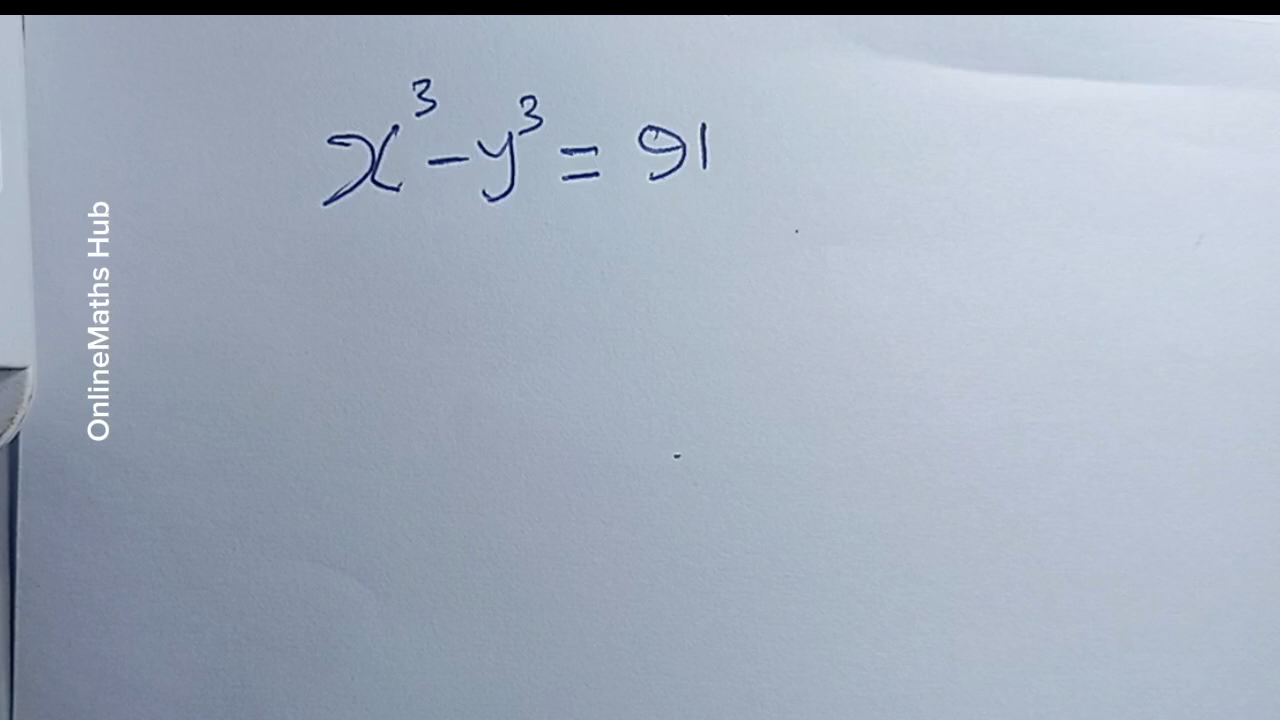 x³ - y³ = 91
OnlineMaths Hub